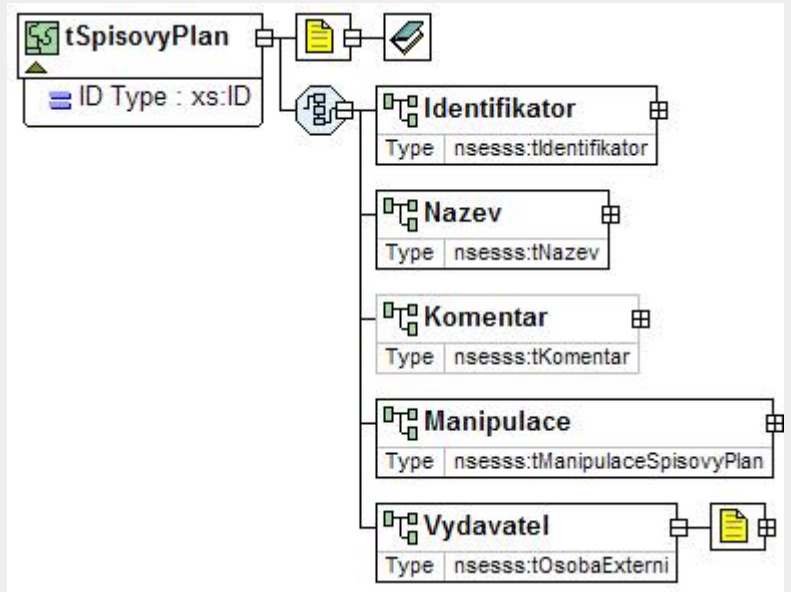 tSpisovyPlan
ID Type : xs:ID
Identifikator
Type nsesss:tIdentifikator
Nazev
Type nsesss:tNazev
Komentar
Type nsesss:tKomentar
Manipulace
Type nsesss:tManipulaceSpisovyPlan
Vydavatel
Type nsesss:tOsobaExterni